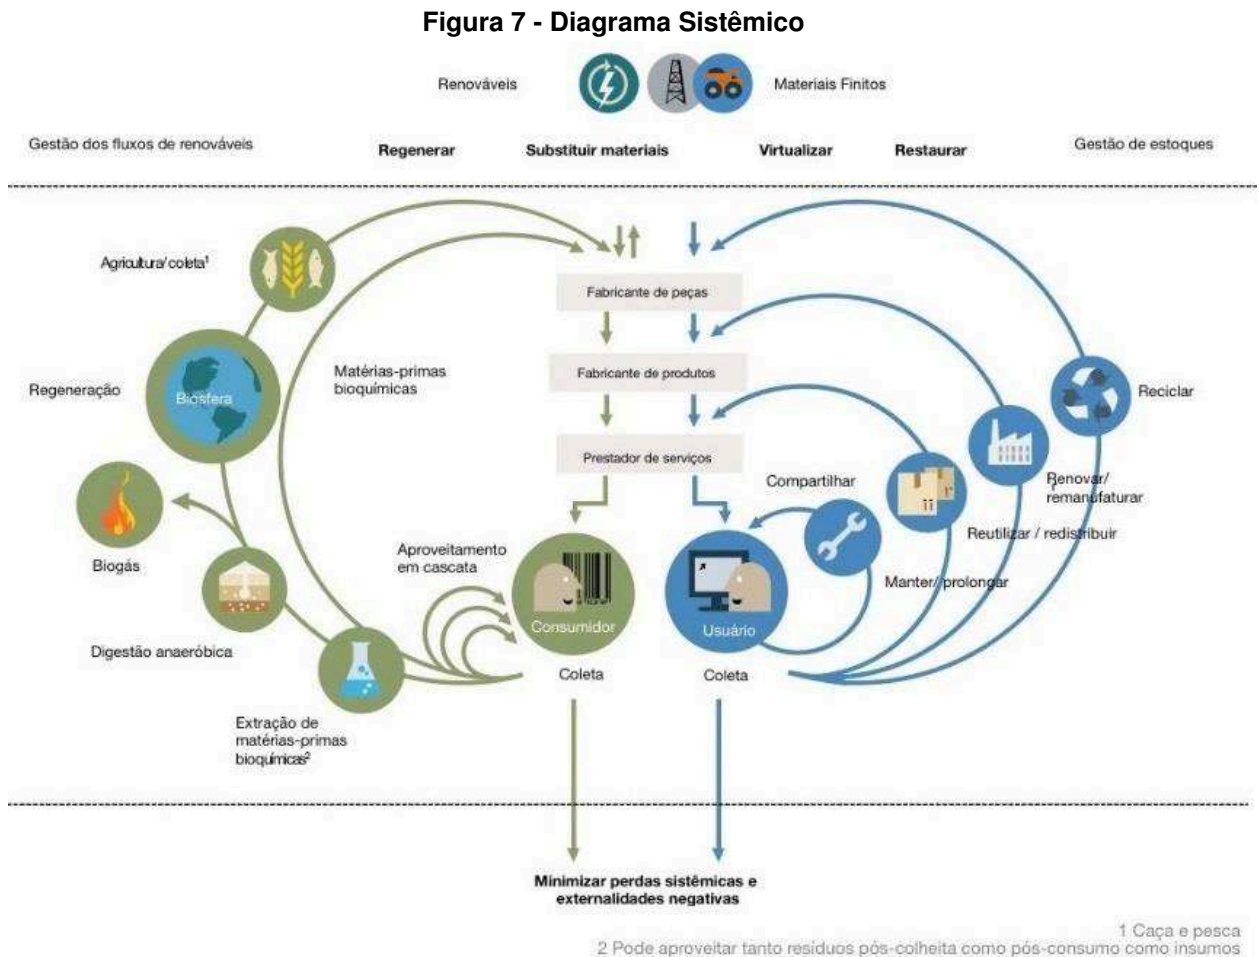 Figura 7 - Diagrama Sistêmico
Renováveis
Materiais Finitos
Gestão dos fluxos de renováveis
Regenerar
Substituir materiais
Virtualizar
Restaurar
Gestão de estoques
Agricultura/coleta¹
Fabricante de peças
Matérias-primas
bioquímicas
Fabricante de produtos
Regeneração
Biosfera
Reciclar
Prestador de serviços
Compartilhar
Renovar/
remanufaturar
Reutilizar / redistribuir
Biogás
Aproveitamento
em cascata
Manter/ prolongar
Consumidor
Usuário
Digestão anaeróbica
Coleta
Coleta
Extração de
matérias-primas
bioquímicas²
Minimizar perdas sistêmicas e
externalidades negativas
1 Caça e pesca
2 Pode aproveitar tanto resíduos pós-colheita como pós-consumo como insumos